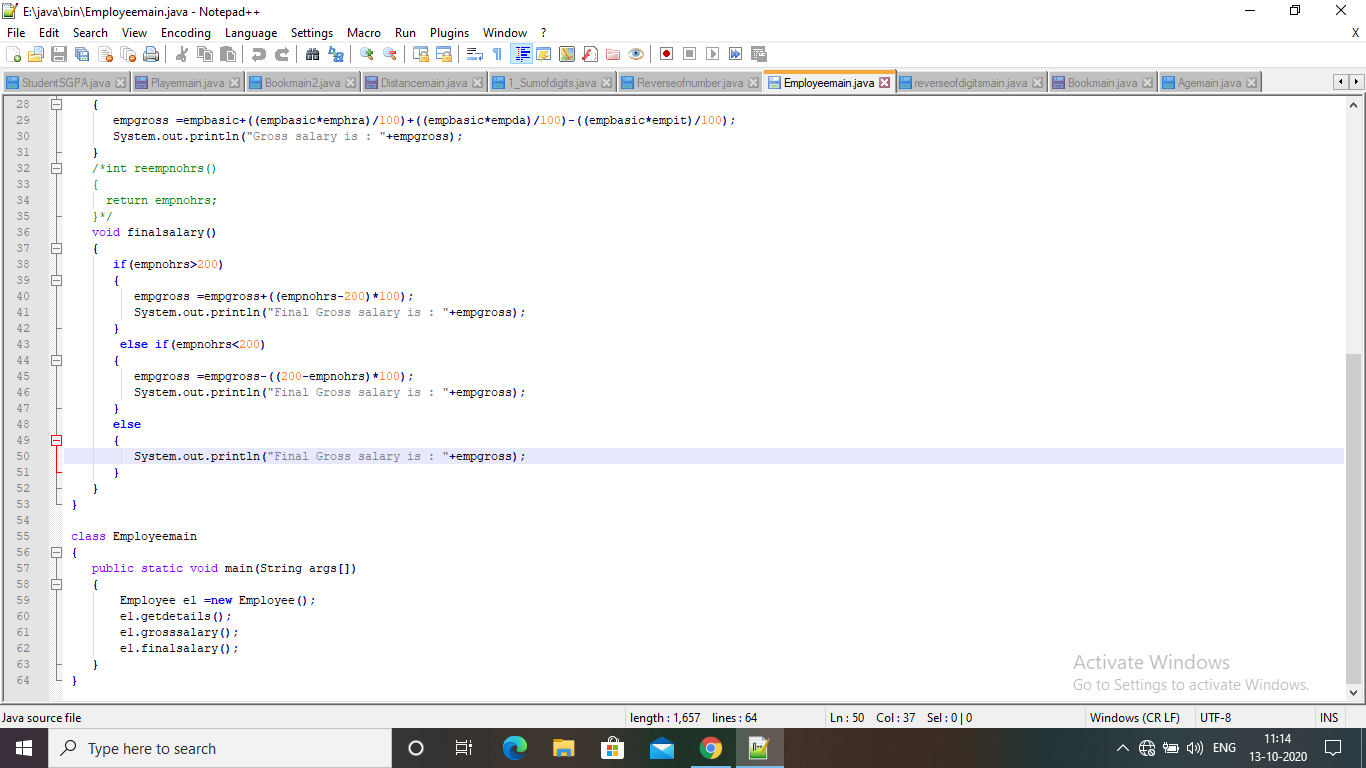 E:\java\bin\Employeemain.java - Notepad++
File Edit Search View Encoding Language Settings Macro Run Plugins Window ? X
StudentSGPA.java Playemain.java Bookmain2.java Distancemain.java 1_Sumofdigits.java Reverseofnumber.java Employeemain.java reverseofdigitsmain.java Bookmain.java Agemain.java
28 {
29 empgross =empbasic+((empbasic*emphra)/100)+((empbasic*empda)/100)-((empbasic*empit)/100);
30 System.out.println("Gross salary is : "+empgross);
31 }
32 /*int reempnohrs()
33 {
34 return empnohrs;
35 }*/
36 void finalsalary()
37 {
38 if(empnohrs>200)
39 {
40 empgross =empgross+((empnohrs-200)*100);
41 System.out.println("Final Gross salary is : "+empgross);
42 }
43 else if(empnohrs<200)
44 {
45 empgross =empgross-((200-empnohrs)*100);
46 System.out.println("Final Gross salary is : "+empgross);
47 }
48 else
49 {
50 System.out.println("Final Gross salary is : "+empgross);
51 }
52 }
53 }
54
55 class Employeemain
56 {
57 public static void main(String args[])
58 {
59 Employee e1 =new Employee();
60 e1.getdetails();
61 e1.grosssalary();
62 e1.finalsalary();
63 }
64 }
Activate Windows
Go to Settings to activate Windows.
Java source file length : 1,657 lines : 64 Ln : 50 Col : 37 Sel : 0 | 0 Windows (CR LF) UTF-8 INS
Type here to search ENG 11:14
13-10-2020